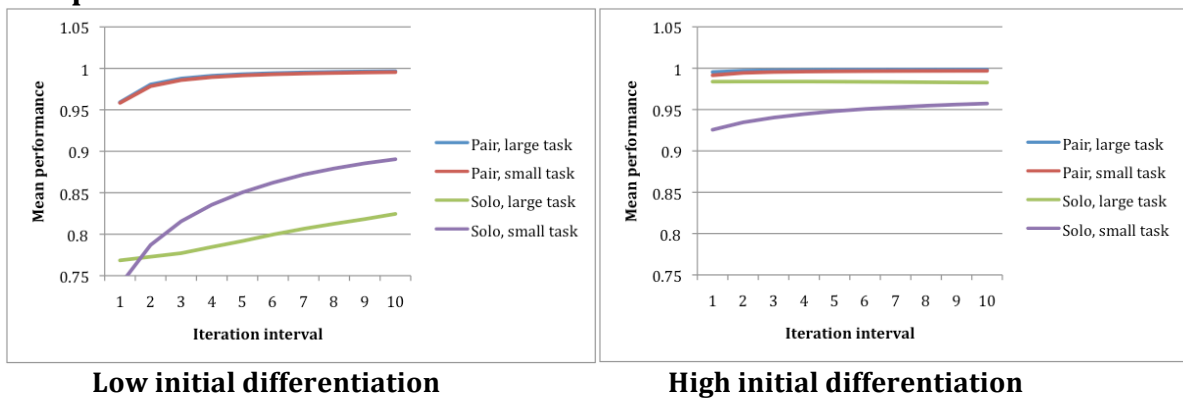 1.05
1
0.95
0.9
0.85
0.8
0.75
Mean performance
1 2 3 4 5 6 7 8 9 10
Iteration interval
Pair, large task
Pair, small task
Solo, large task
Solo, small task
Low initial differentiation
1.05
1
0.95
0.9
0.85
0.8
0.75
Mean performance
1 2 3 4 5 6 7 8 9 10
Iteration interval
Pair, large task
Pair, small task
Solo, large task
Solo, small task
High initial differentiation